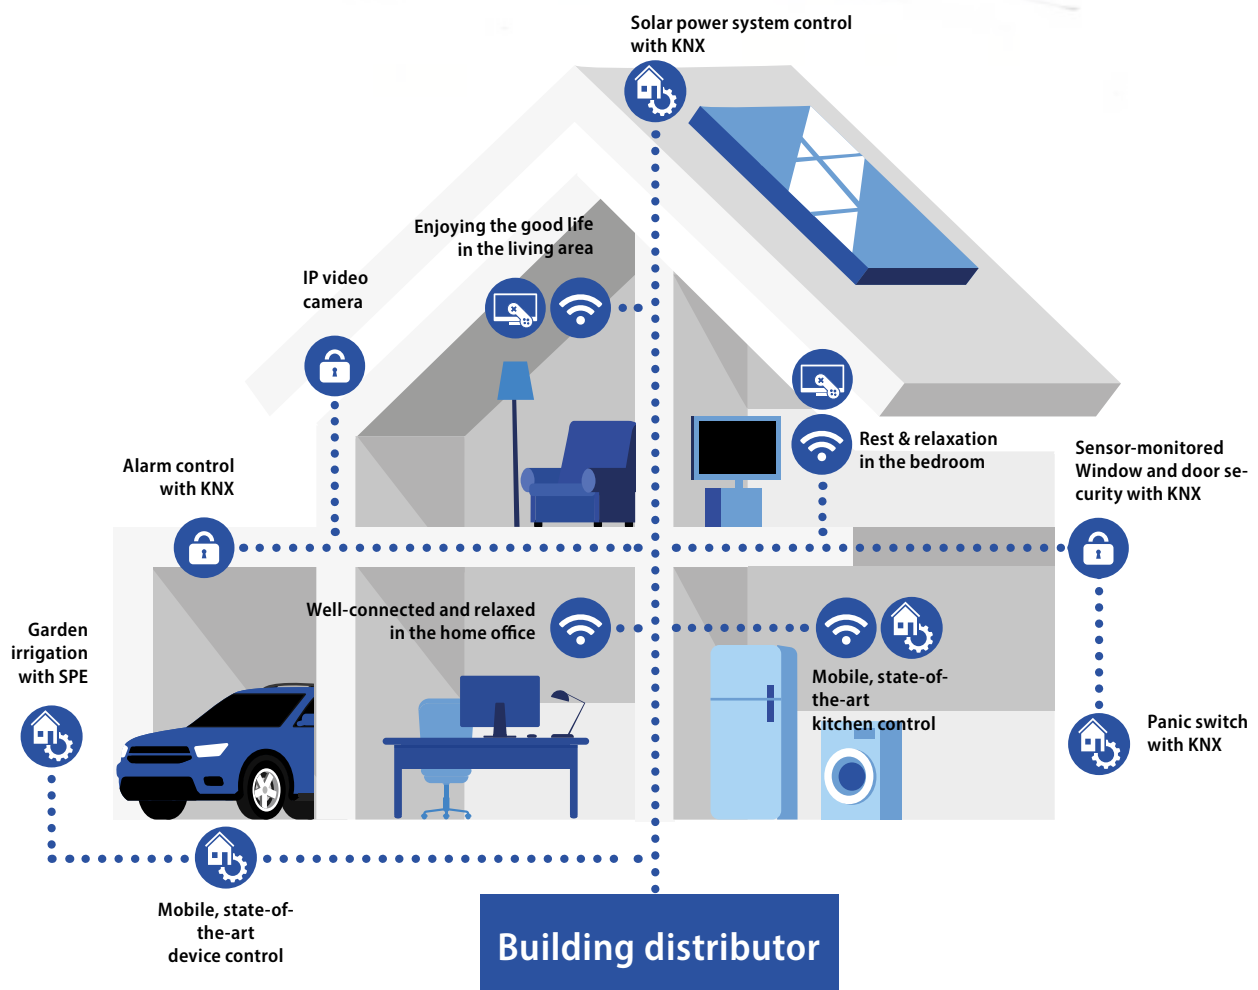 Solar power system control
with KNX
Enjoying the good life
in the living area
IP video
camera
Rest & relaxation
in the bedroom
Sensor-monitored
Window and door se-
curity with KNX
Alarm control
with KNX
Well-connected and relaxed
in the home office
Garden
irrigation
with SPE
Mobile, state-of-
the-art
kitchen control
Panic switch
with KNX
Mobile, state-of-
the-art
device control
Building distributor